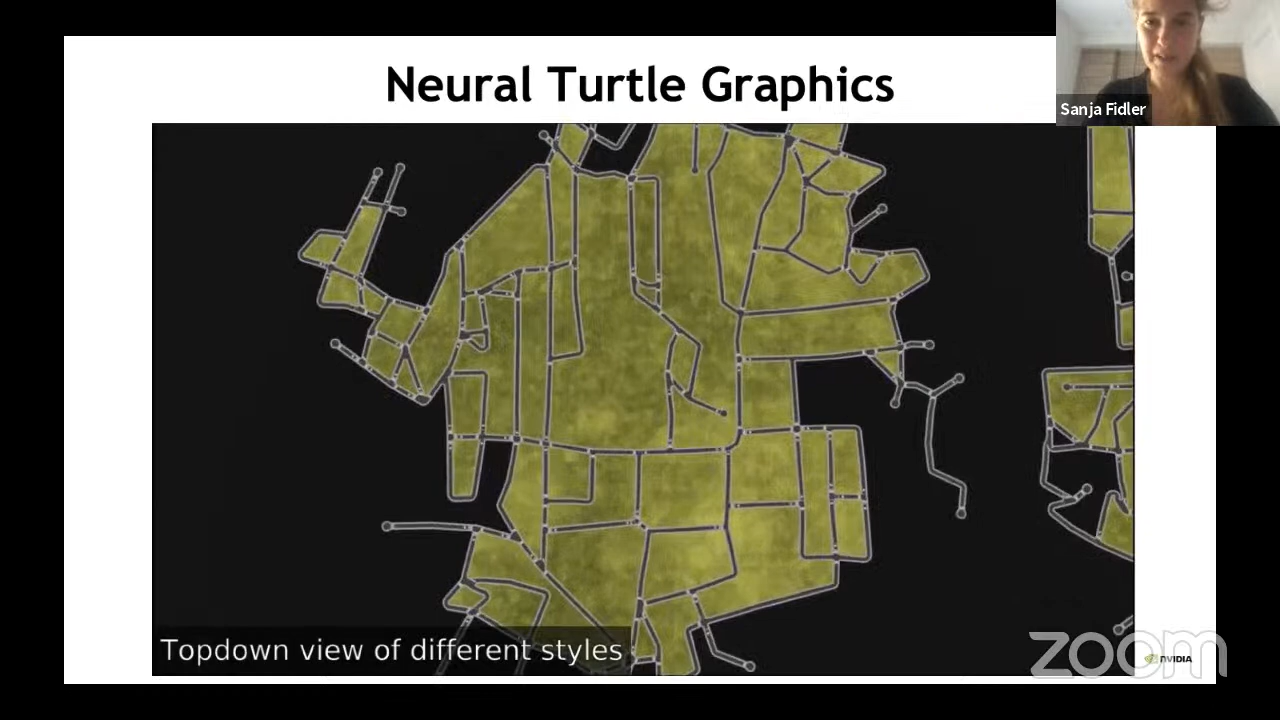 Neural Turtle Graphics
Sanja Fidler
Topdown view of different styles
zoom
NVIDIA